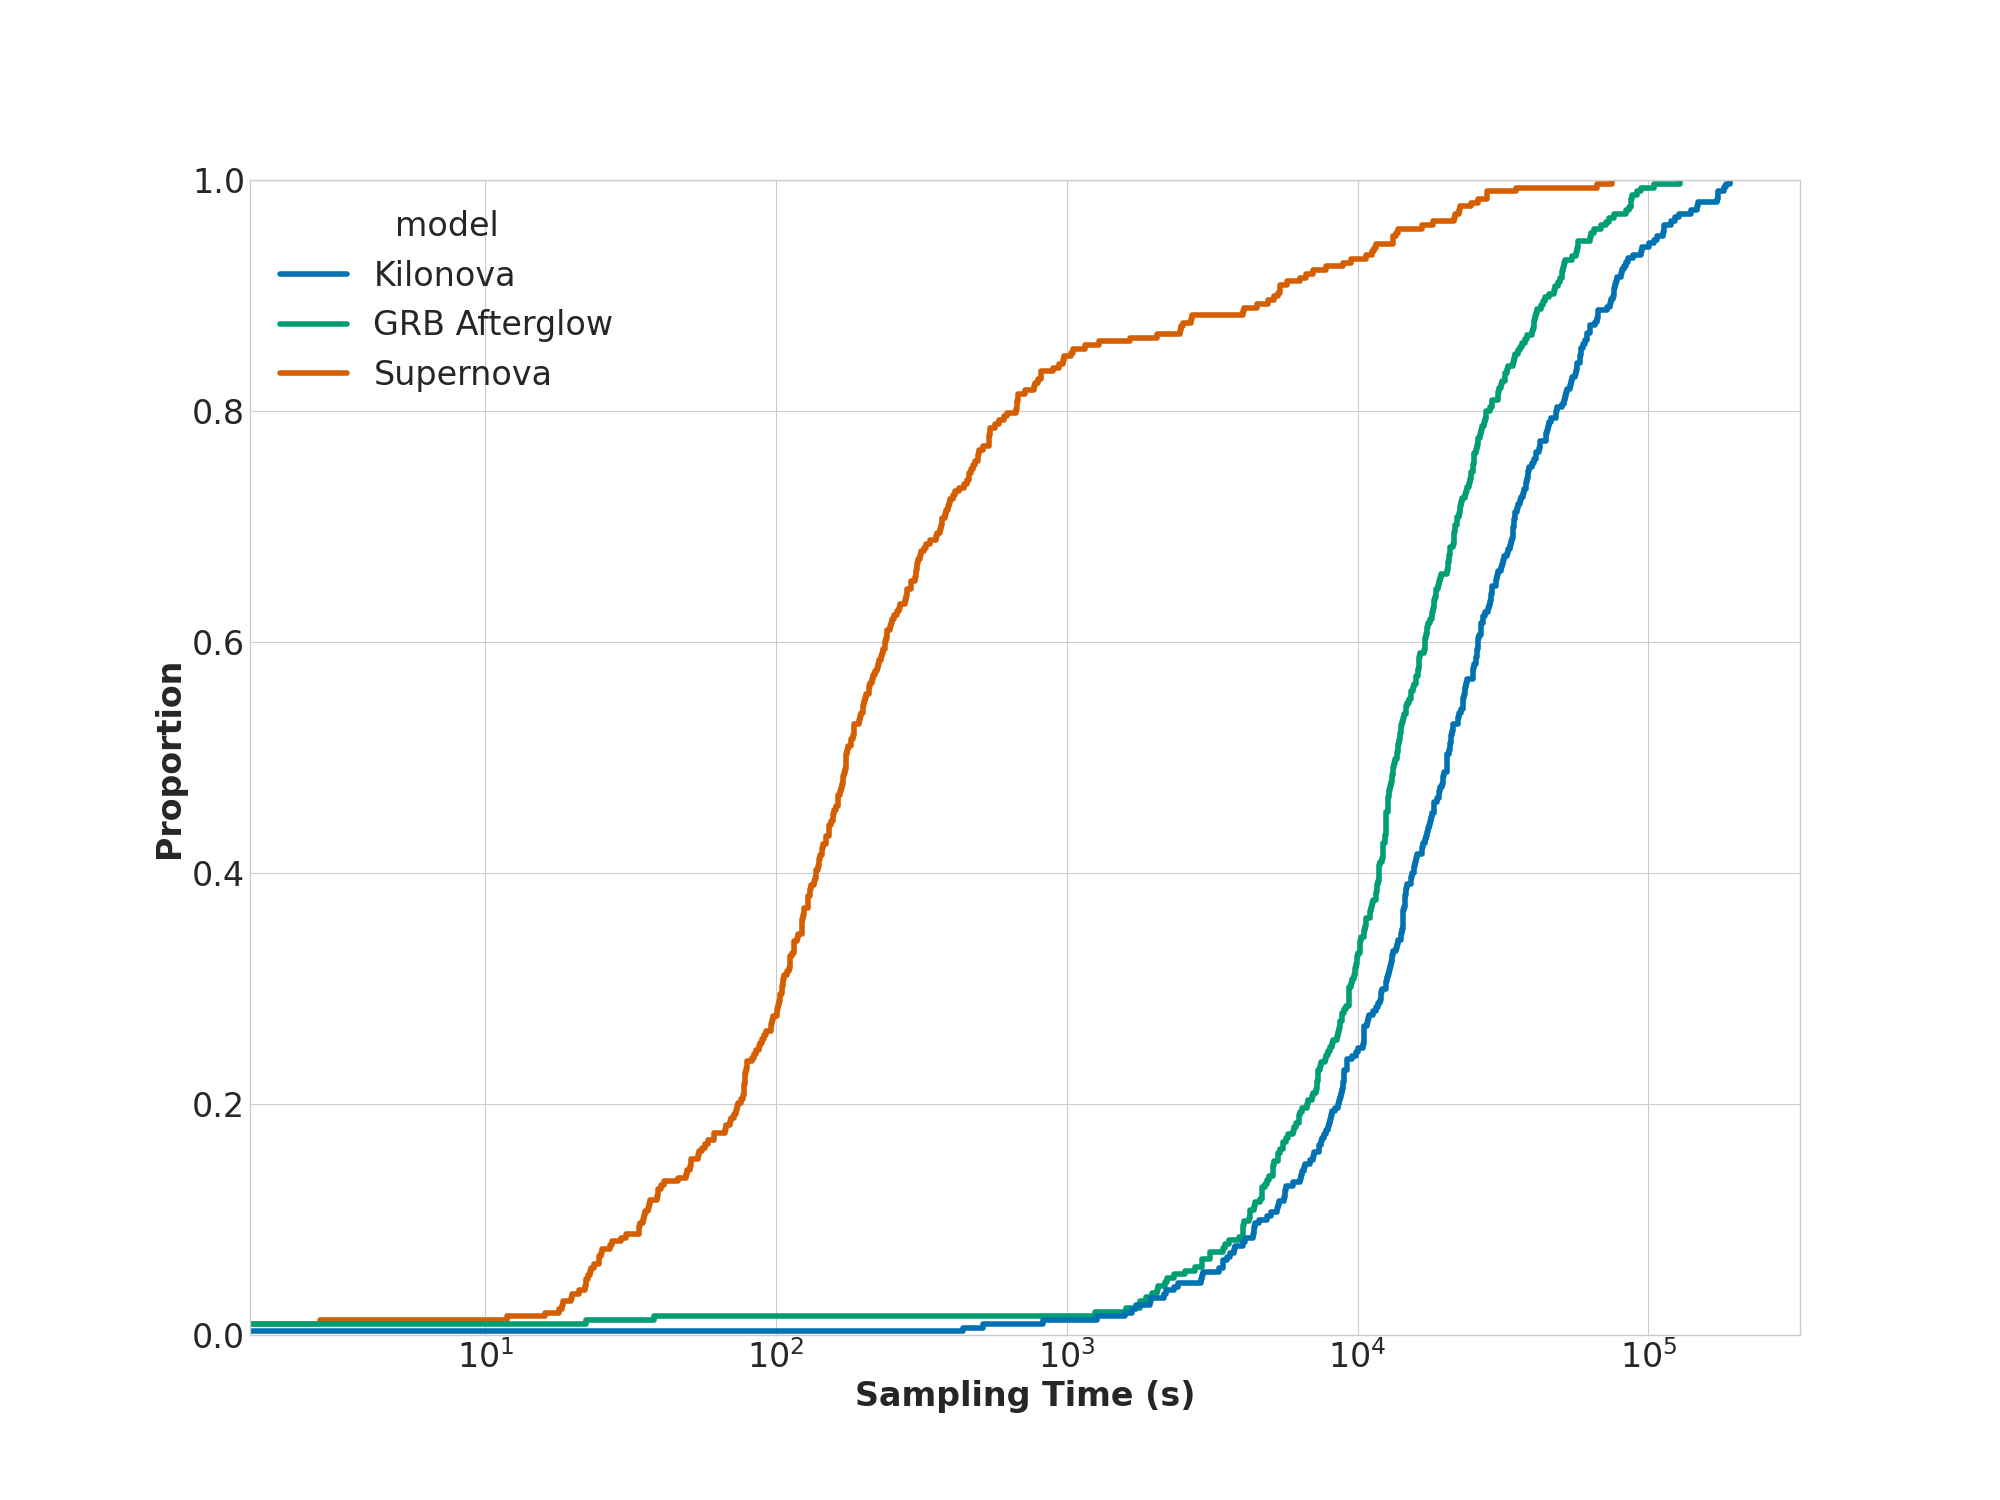 1.0
model
Kilonova
GRB Afterglow
Supernova
0.8
0.6
Proportion
0.4
0.2
0.0
10¹ 10² 10³ 10⁴ 10⁵
Sampling Time (s)